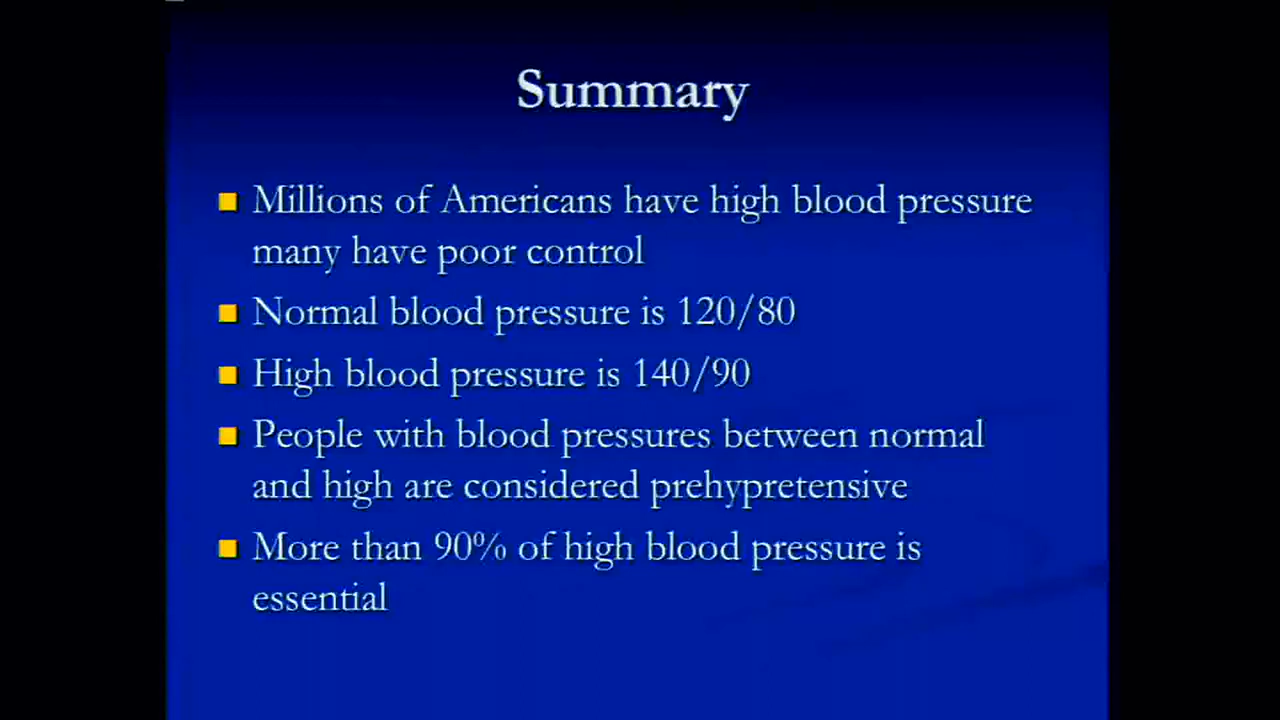 Summary
Millions of Americans have high blood pressure
many have poor control
Normal blood pressure is 120/80
High blood pressure is 140/90
People with blood pressures between normal
and high are considered prehypretensive
More than 90% of high blood pressure is
essential